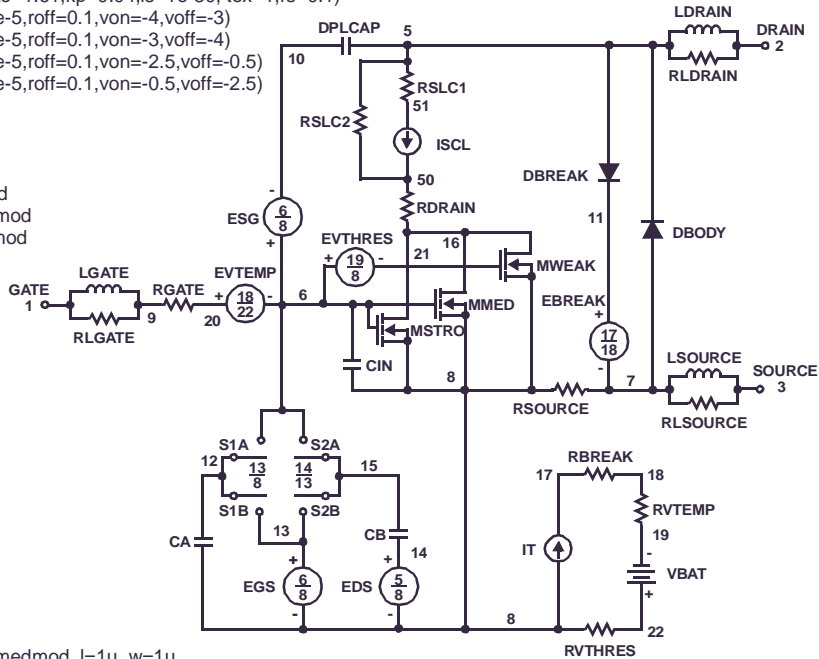 e-5,roff=0.1,von=-4,voff=-3)
e-5,roff=0.1,von=-3,voff=-4)
e-5,roff=0.1,von=-2.5,voff=-0.5)
e-5,roff=0.1,von=-0.5,voff=-2.5)
LDRAIN
DPLCAP
5
DRAIN
2
10
RLDRAIN
RSLC1
51
RSLC2
ISCL
50
DBREAK
RDRAIN
11
DBODY
d
mod
nod
ESG
6
8
-
+
EVTHRES
+
19
8
-
21
16
MWEAK
LGATE
EVTEMP
GATE
1
RGATE
+
18
22
-
6
EBREAK
+
17
18
-
MMED
9
20
RLGATE
MSTRO
CIN
LSOURCE
SOURCE
3
8
7
RSOURCE
RLSOURCE
S1A
S2A
12
13
8
14
13
15
S1B
S2B
13
CA
CB
14
+
+
EGS
6
8
EDS
5
8
-
-
RBREAK
17
18
RVTEMP
19
IT
-
VBAT
+
8
22
RVTHRES
medmod l=1u w=1u